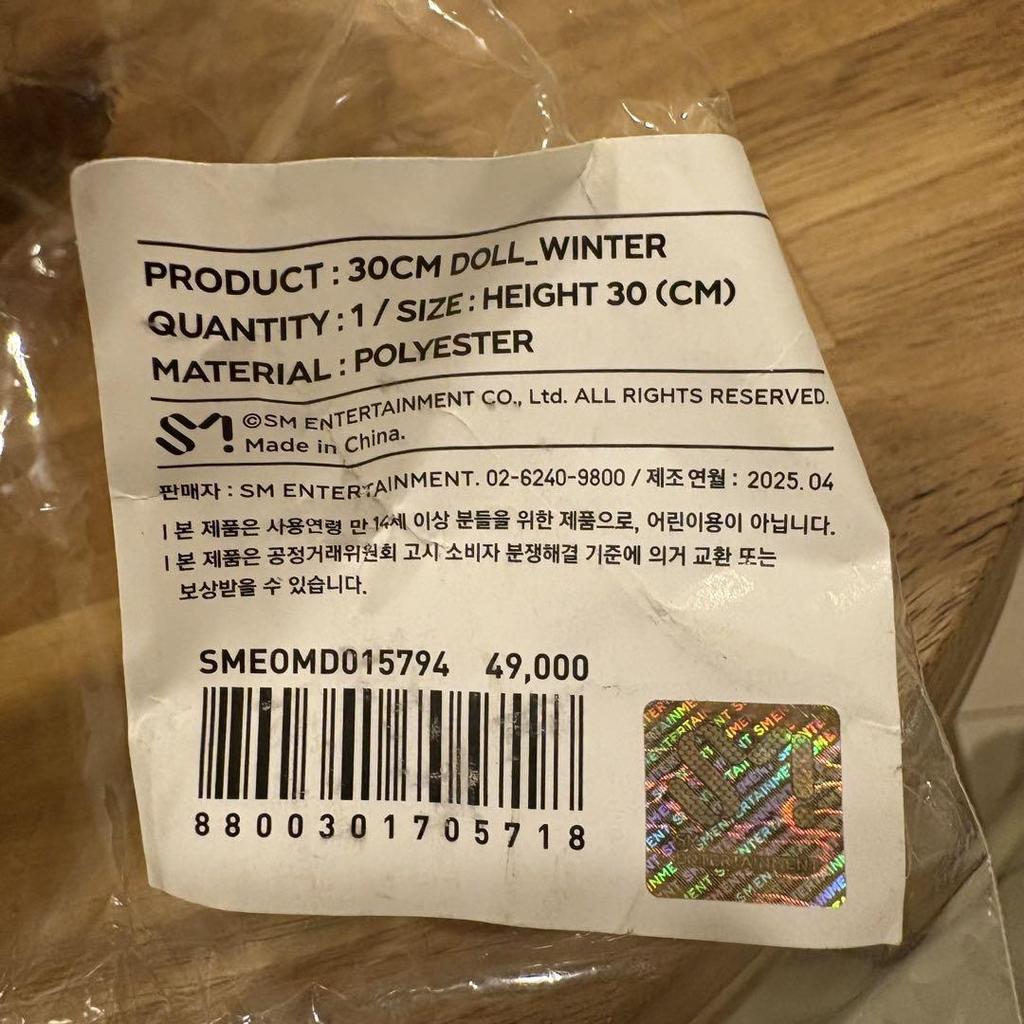 PRODUCT : 30CM DOLL_WINTER
QUANTITY : 1 / SIZE : HEIGHT 30 (CM)
MATERIAL : POLYESTER
SM! ©SM ENTERTAINMENT CO., Ltd. ALL RIGHTS RESERVED.
Made in China.
판매자 : SM ENTERTAINMENT. 02-6240-9800 / 제조연월 : 2025. 04
| 본 제품은 사용연령 만 14세 이상 분들을 위한 제품으로, 어린이용이 아닙니다.
| 본 제품은 공정거래위원회 고시 소비자 분쟁해결 기준에 의거 교환 또는
보상받을 수 있습니다.
SMEOMD015794 49,000
8800301705718
ENTERTAINMENT